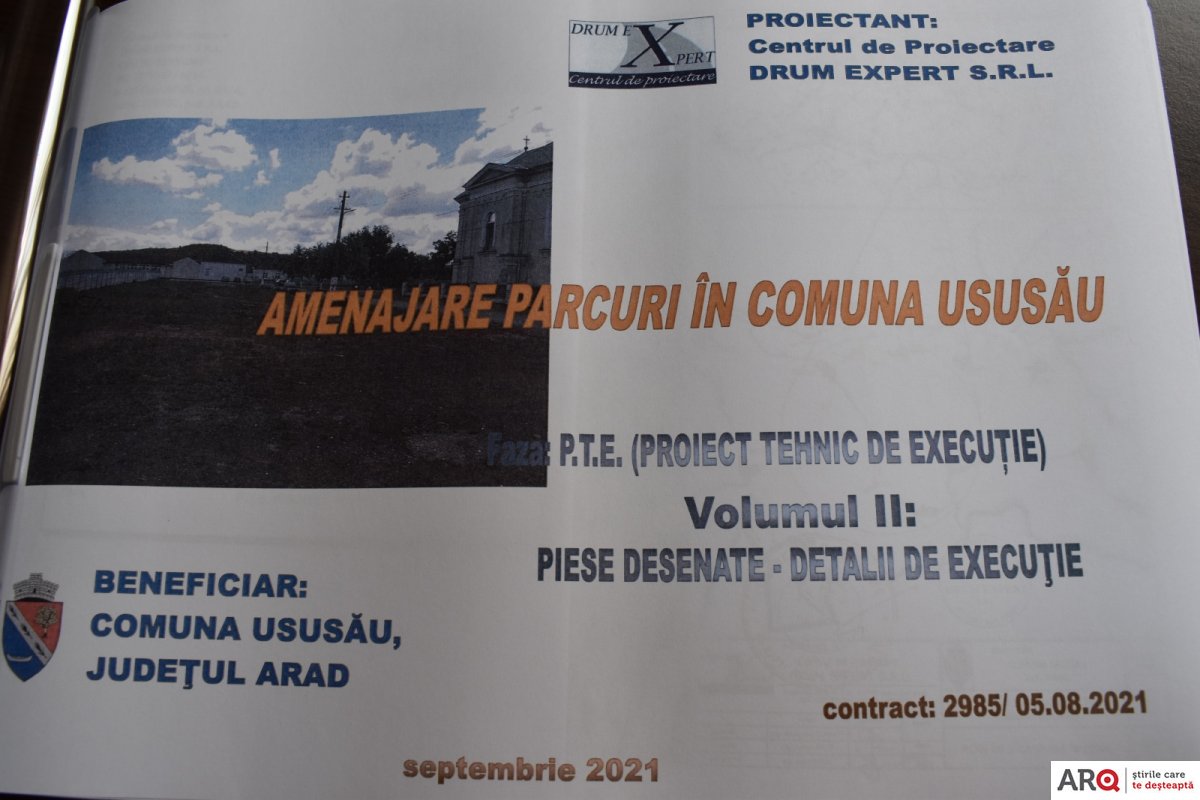 DRUM EXPERT
Centrul de proiectare
PROIECTANT:
Centrul de Proiectare
DRUM EXPERT S.R.L.
AMENAJARE PARCURI ÎN COMUNA USUSĂU
Faza: P.T.E. (PROIECT TEHNIC DE EXECUȚIE)
Volumul II:
PIESE DESENATE - DETALII DE EXECUŢIE
BENEFICIAR:
COMUNA USUSĂU,
JUDEŢUL ARAD
contract: 2985/ 05.08.2021
septembrie 2021
ARQ
știrile care
te deșteaptă